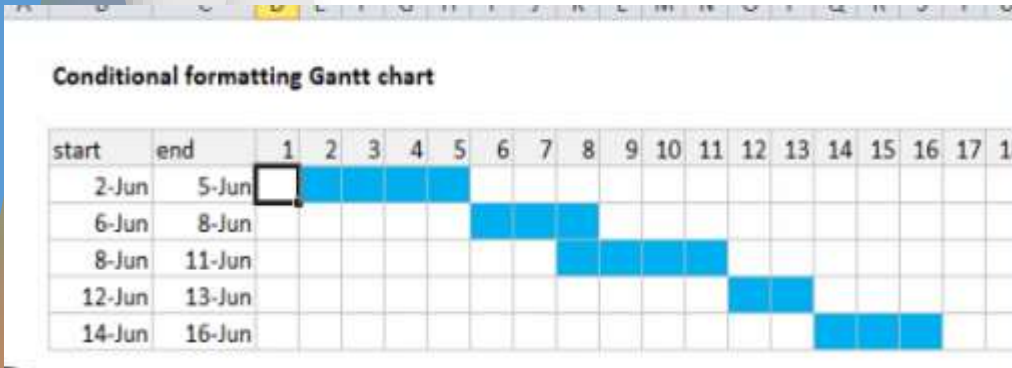 Conditional formatting Gantt chart
start end 1 2 3 4 5 6 7 8 9 10 11 12 13 14 15 16 17
2-Jun 5-Jun
6-Jun 8-Jun
8-Jun 11-Jun
12-Jun 13-Jun
14-Jun 16-Jun